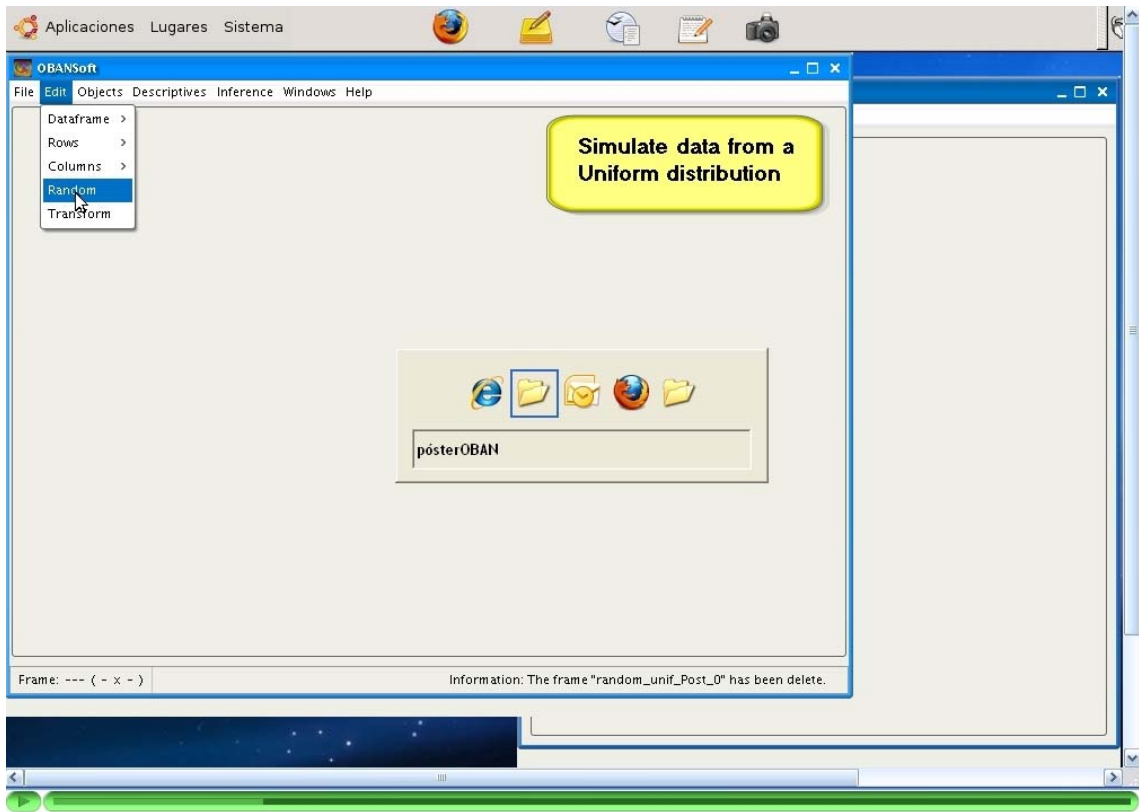 Aplicaciones Lugares Sistema
OBANSoft
File Edit Objects Descriptives Inference Windows Help
Dataframe >
Rows >
Columns >
Random
Transform
Simulate data from a
Uniform distribution
pósterOBAN
Frame: --- ( - x - )
Information: The frame "random_unif_Post_0" has been delete.